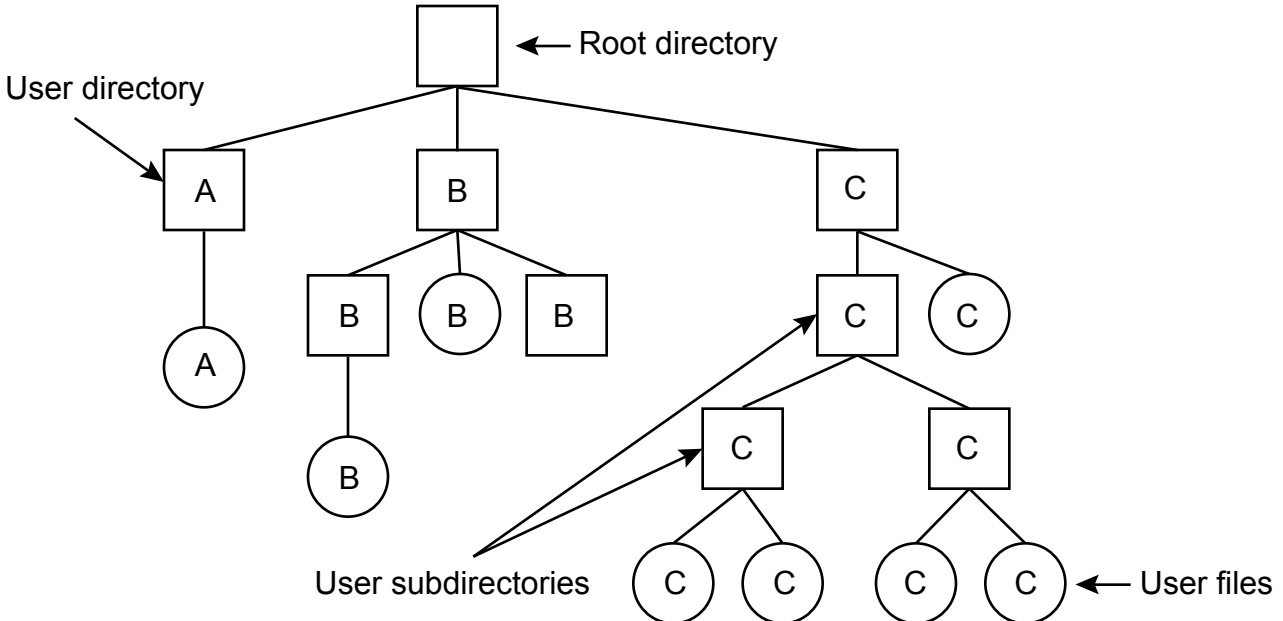 Root directory
User directory
A
B
C
B
B
B
C
C
A
C
C
B
User subdirectories
C
C
C
C
User files